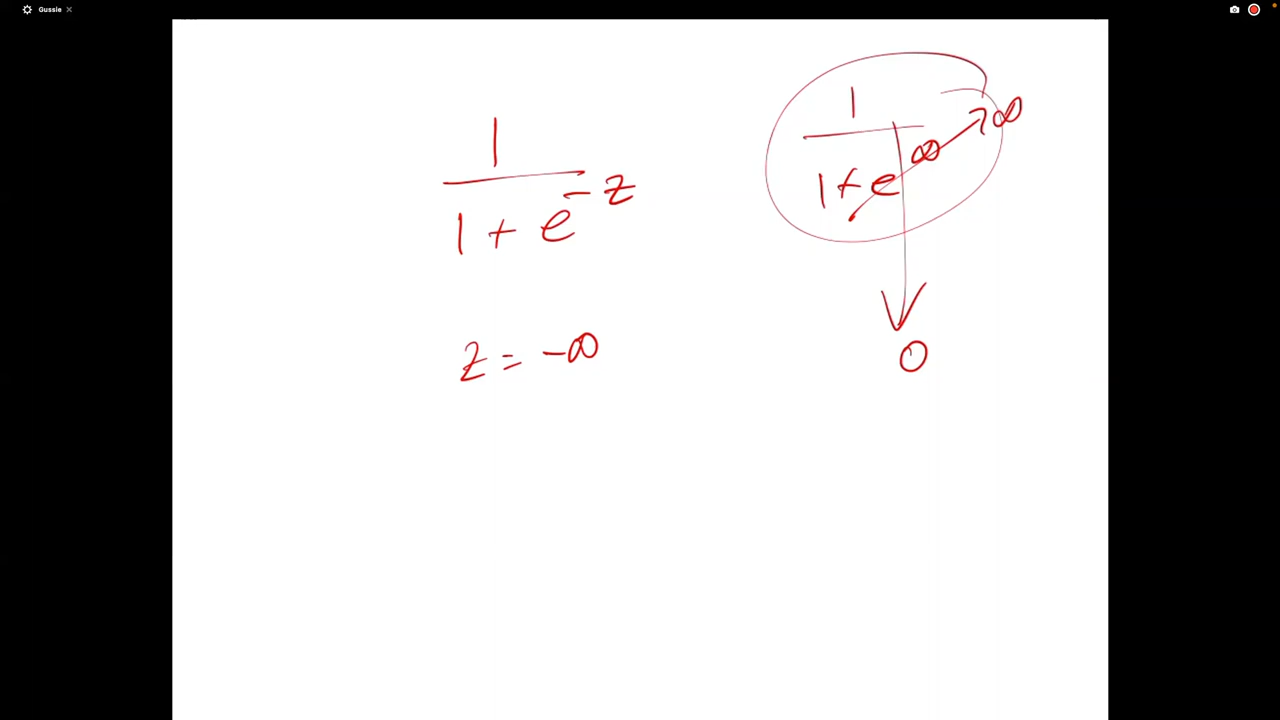 Gussie ×
1
1 + e^-z
z = -∞
1
1 + e^∞ → ∞
0